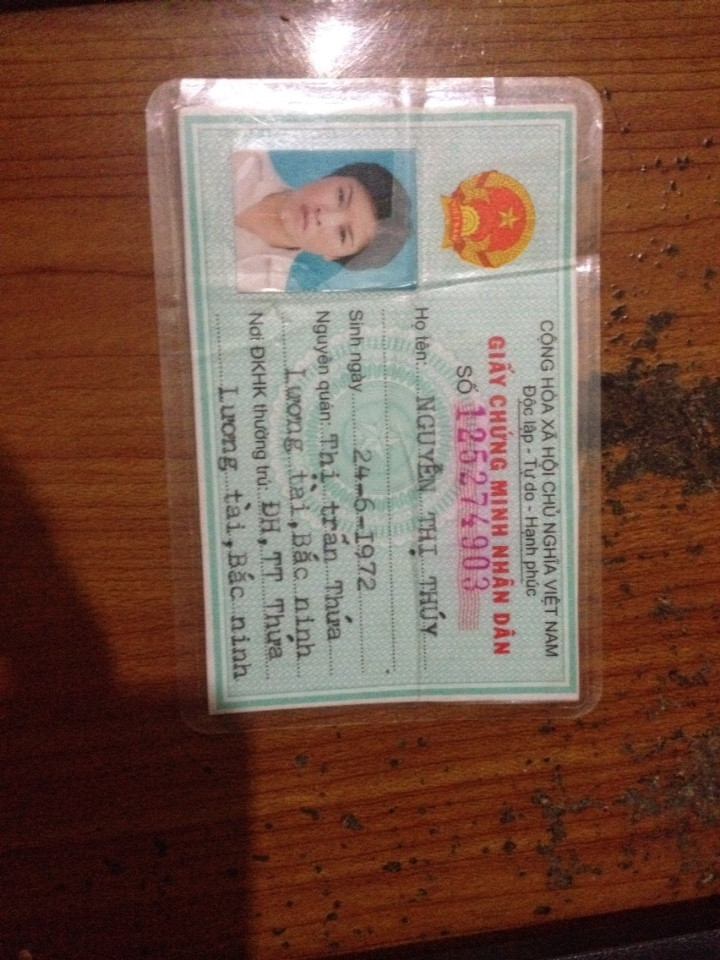 CỘNG HÒA XÃ HỘI CHỦ NGHĨA VIỆT NAM
Độc lập - Tự do - Hạnh phúc
GIẤY CHỨNG MINH NHÂN DÂN
SỐ 125274903
Họ tên: NGUYỄN THỊ THÚY
Sinh ngày 24-6-1972
Nguyên quán: Thị trấn Thứa
Lương tài, Bắc ninh
Nơi ĐKHK thường trú: ĐH, TT Thứa
Lương tài, Bắc ninh